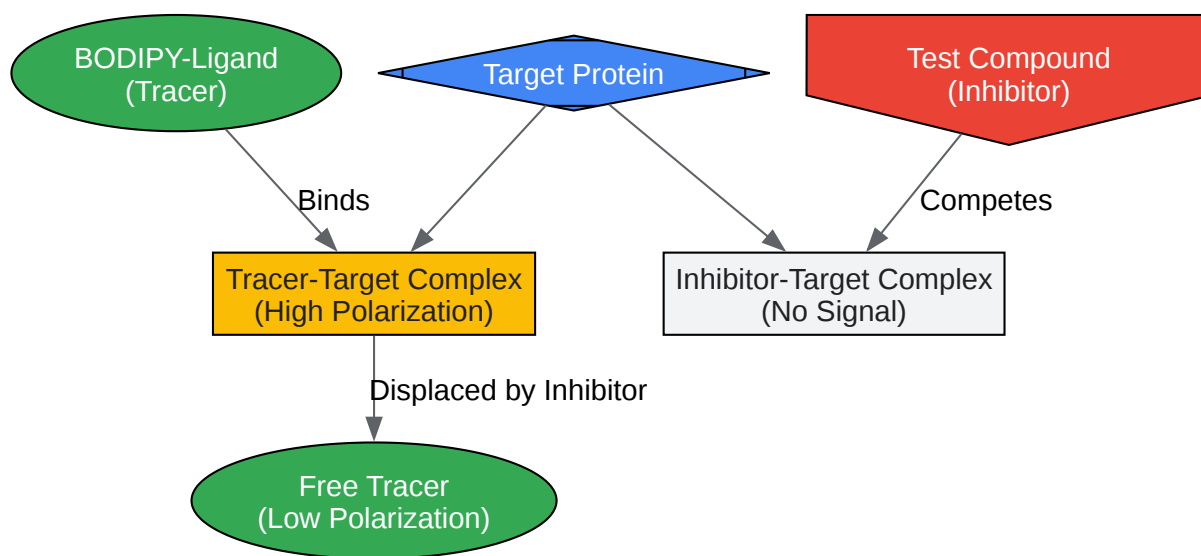 BODIPY-Ligand
(Tracer)
Target Protein
Test Compound
(Inhibitor)
Binds
Competes
Tracer-Target Complex
(High Polarization)
Inhibitor-Target Complex
(No Signal)
Displaced by Inhibitor
Free Tracer
(Low Polarization)